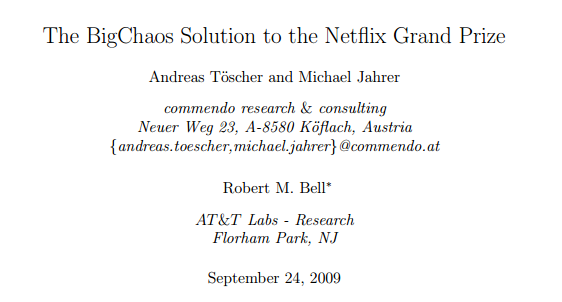 The BigChaos Solution to the Netflix Grand Prize
Andreas Töscher and Michael Jahrer
commendo research & consulting
Neuer Weg 23, A-8580 Köflach, Austria
{andreas.toescher,michael.jahrer}@commendo.at
Robert M. Bell*
AT&T Labs - Research
Florham Park, NJ
September 24, 2009